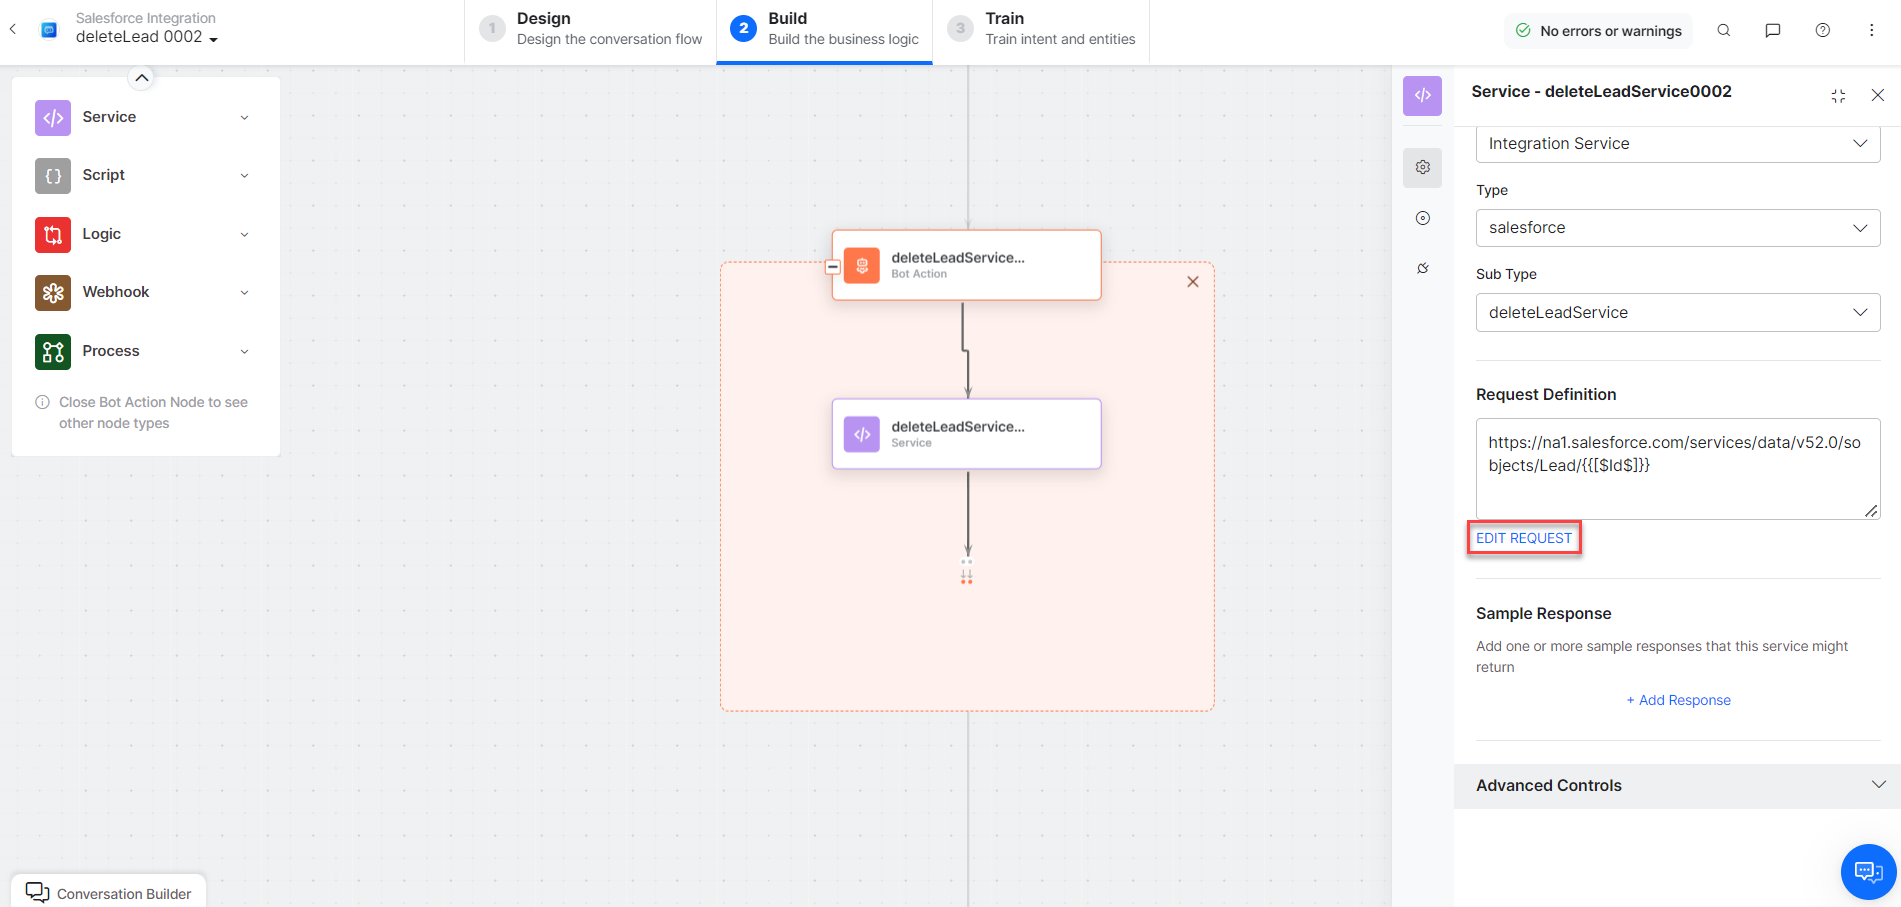 Salesforce Integration
deleteLead 0002
1
Design
Design the conversation flow
2
Build
Build the business logic
3
Train
Train intent and entities
No errors or warnings
Service
Script
Logic
Webhook
Process
Close Bot Action Node to see
other node types
deleteLeadService...
Bot Action
deleteLeadService...
Service
Conversation Builder
Service - deleteLeadService0002
Integration Service
Type
salesforce
Sub Type
deleteLeadService
Request Definition
https://na1.salesforce.com/services/data/v52.0/so
bjects/Lead/{{[$Id$]}}
EDIT REQUEST
Sample Response
Add one or more sample responses that this service might
return
+ Add Response
Advanced Controls